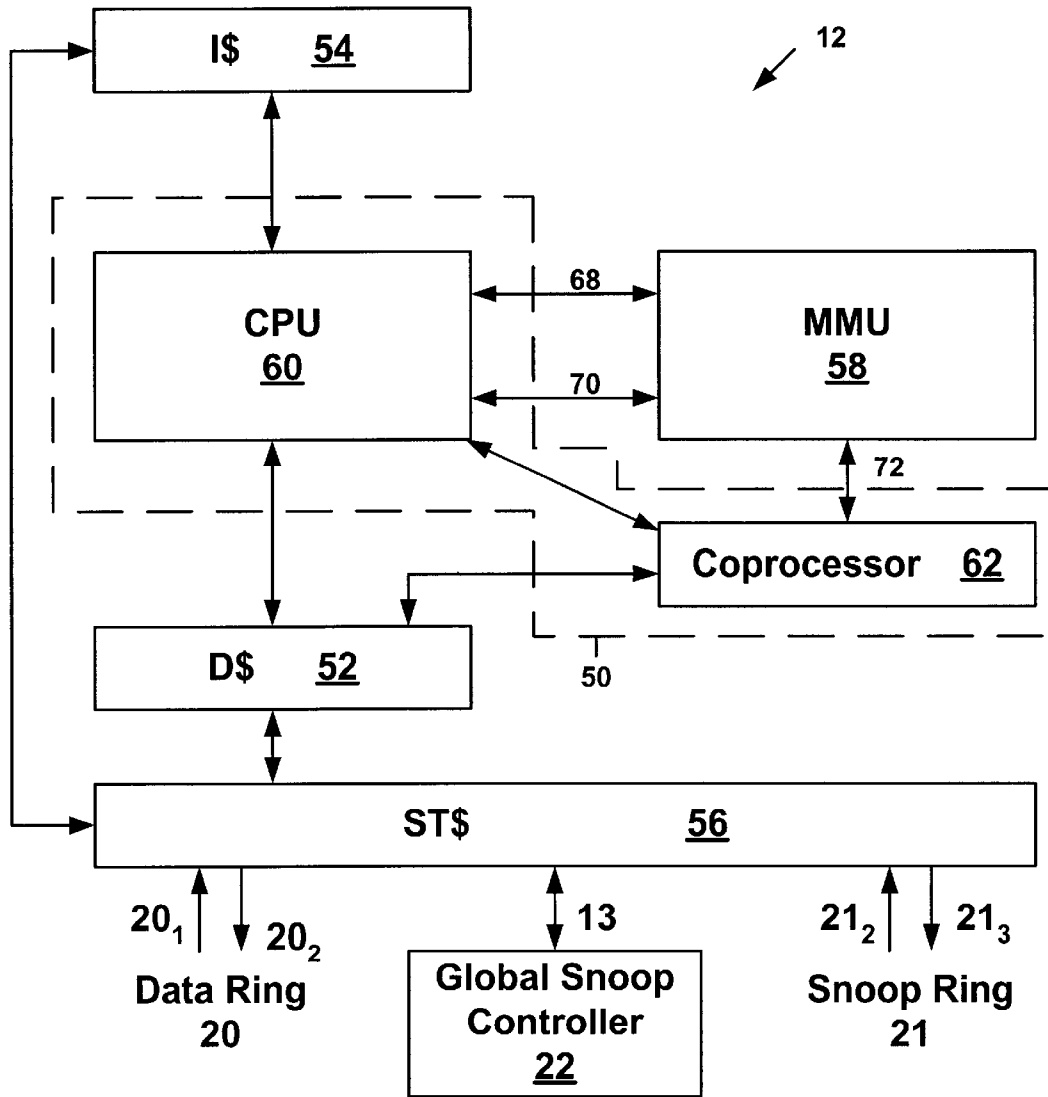 I$ 54
12
CPU
60
68
70
MMU
58
72
Coprocessor 62
D$ 52
50
ST$ 56
20₁
20₂
Data Ring
20
13
Global Snoop
Controller
22
21₂
21₃
Snoop Ring
21